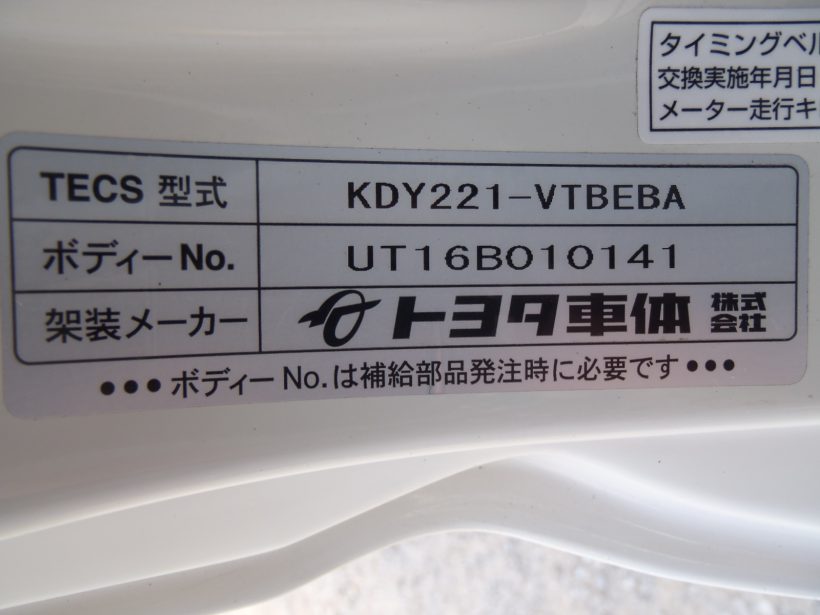 タイミングベル
交換実施年月日
メーター走行キ
TECS 型式 KDY221-VTBEBA
ボディーNo. UT16B010141
架装メーカー トヨタ車体 株式会社
●●●ボディーNo.は補給部品発注時に必要です●●●